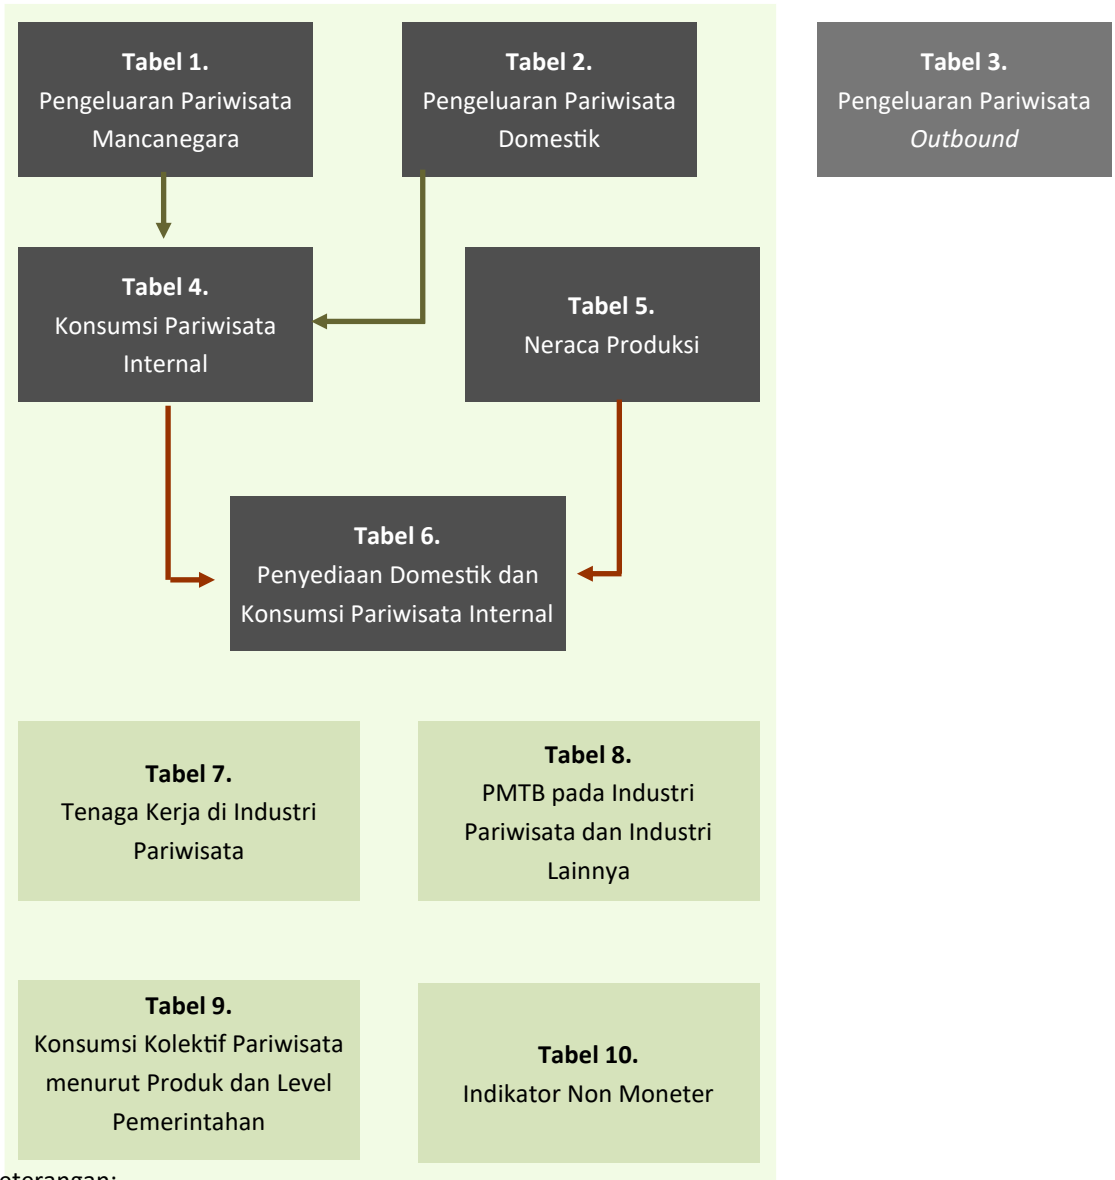 Tabel 1.
Pengeluaran Pariwisata
Mancanegara
Tabel 2.
Pengeluaran Pariwisata
Domestik
Tabel 3.
Pengeluaran Pariwisata
Outbound
Tabel 4.
Konsumsi Pariwisata
Internal
Tabel 5.
Neraca Produksi
Tabel 6.
Penyediaan Domestik dan
Konsumsi Pariwisata Internal
Tabel 7.
Tenaga Kerja di Industri
Pariwisata
Tabel 8.
PMTB pada Industri
Pariwisata dan Industri
Lainnya
Tabel 9.
Konsumsi Kolektif Pariwisata
menurut Produk dan Level
Pemerintahan
Tabel 10.
Indikator Non Moneter